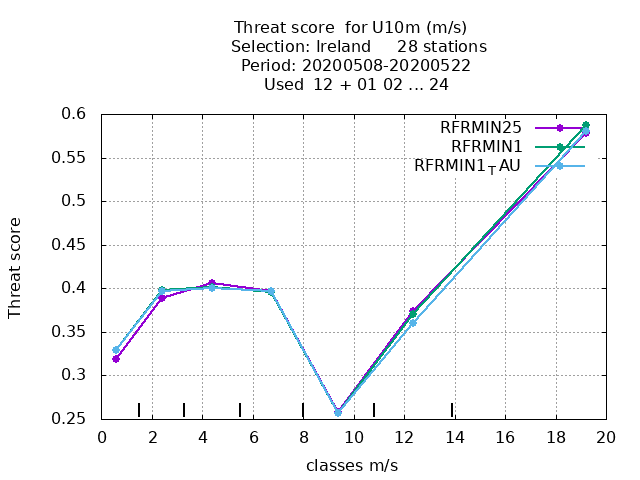 Threat score  for U10m (m/s)
Selection: Ireland     28 stations
Period: 20200508-20200522
Used  12 + 01 02 ... 24
RFRMIN25
RFRMIN1
RFRMIN1TAU
0.6
0.55
0.5
0.45
0.4
0.35
0.3
0.25
Threat score
0 2 4 6 8 10 12 14 16 18 20
classes m/s